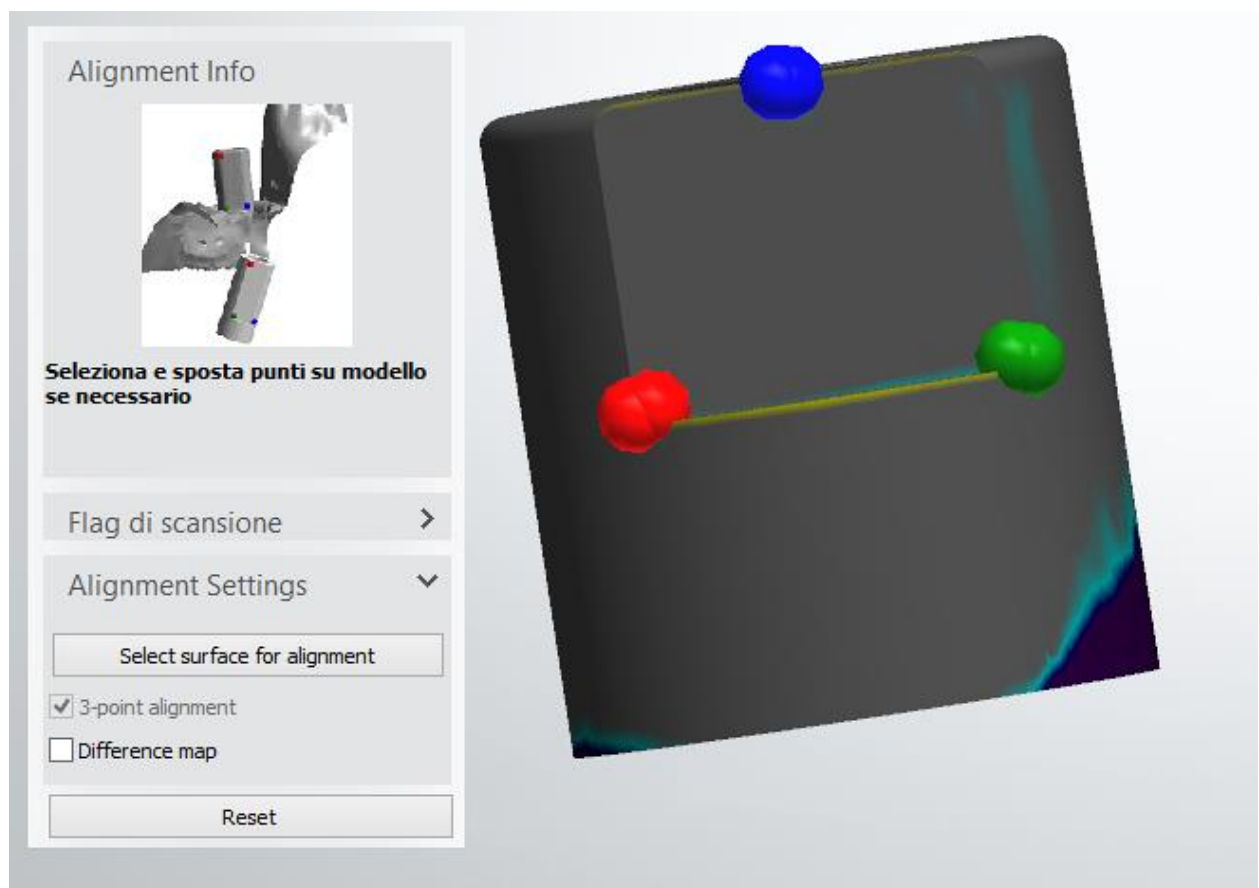 Alignment Info
Seleziona e sposta punti su modello
se necessario
Flag di scansione
Alignment Settings
Select surface for alignment
3-point alignment
Difference map
Reset